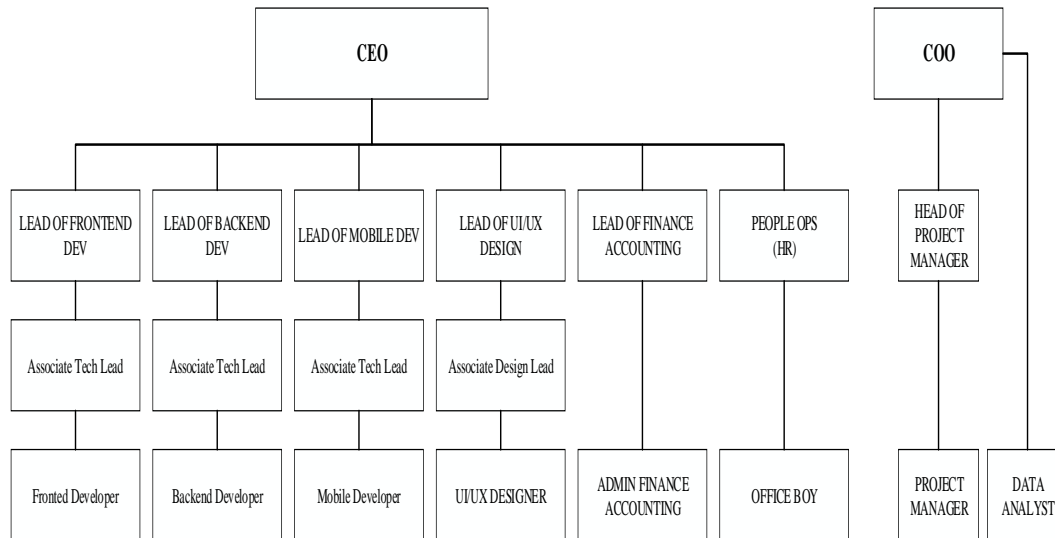 CEO
COO
LEAD OF FRONTEND
DEV
LEAD OF BACKEND
DEV
LEAD OF MOBILE DEV
LEAD OF UI/UX
DESIGN
LEAD OF FINANCE
ACCOUNTING
PEOPLE OPS
(HR)
HEAD OF
PROJECT
MANAGER
Associate Tech Lead
Associate Tech Lead
Associate Tech Lead
Associate Design Lead
Fronted Developer
Backend Developer
Mobile Developer
UI/UX DESIGNER
ADMIN FINANCE
ACCOUNTING
OFFICE BOY
PROJECT
MANAGER
DATA
ANALYST